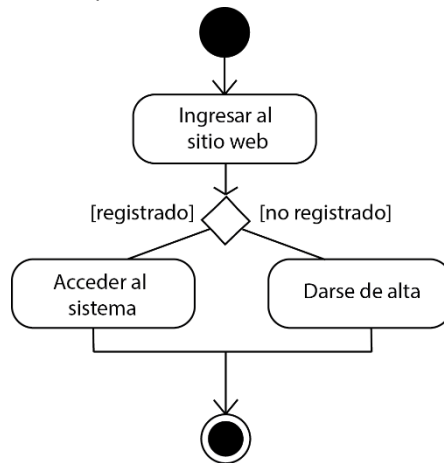 Ingresar al
sitio web
[registrado]
[no registrado]
Acceder al
sistema
Darse de alta